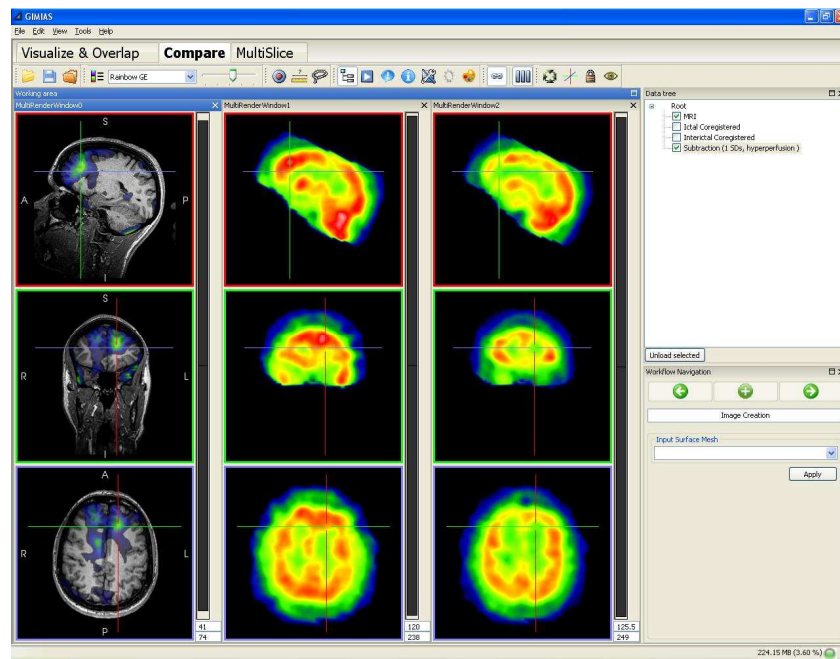 GIMIAS
File Edit View Tools Help
Visualize & Overlap Compare MultiSlice
Rainbow GE
Working area
MultiRenderWindow0
MultiRenderWindow1
MultiRenderWindow2
Data tree
Root
MRI
Ictal Coregistered
Interictal Coregistered
Subtraction (1 SDs, hyperperfusion )
S
A P
I
S
R L
I
A
R L
P
41
74
120
238
125.5
249
Unload selected
Workflow Navigation
Image Creation
Input Surface Mesh
Apply
224.15 MB (3.60 %)